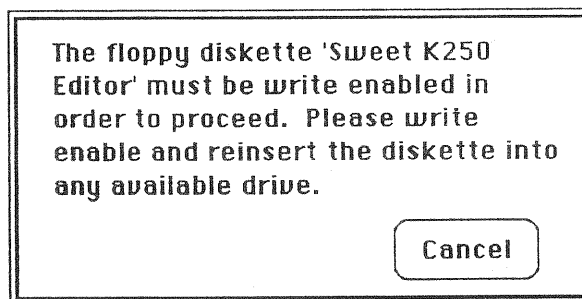 The floppy diskette 'Sweet K250
Editor' must be write enabled in
order to proceed.  Please write
enable and reinsert the diskette into
any available drive.
Cancel